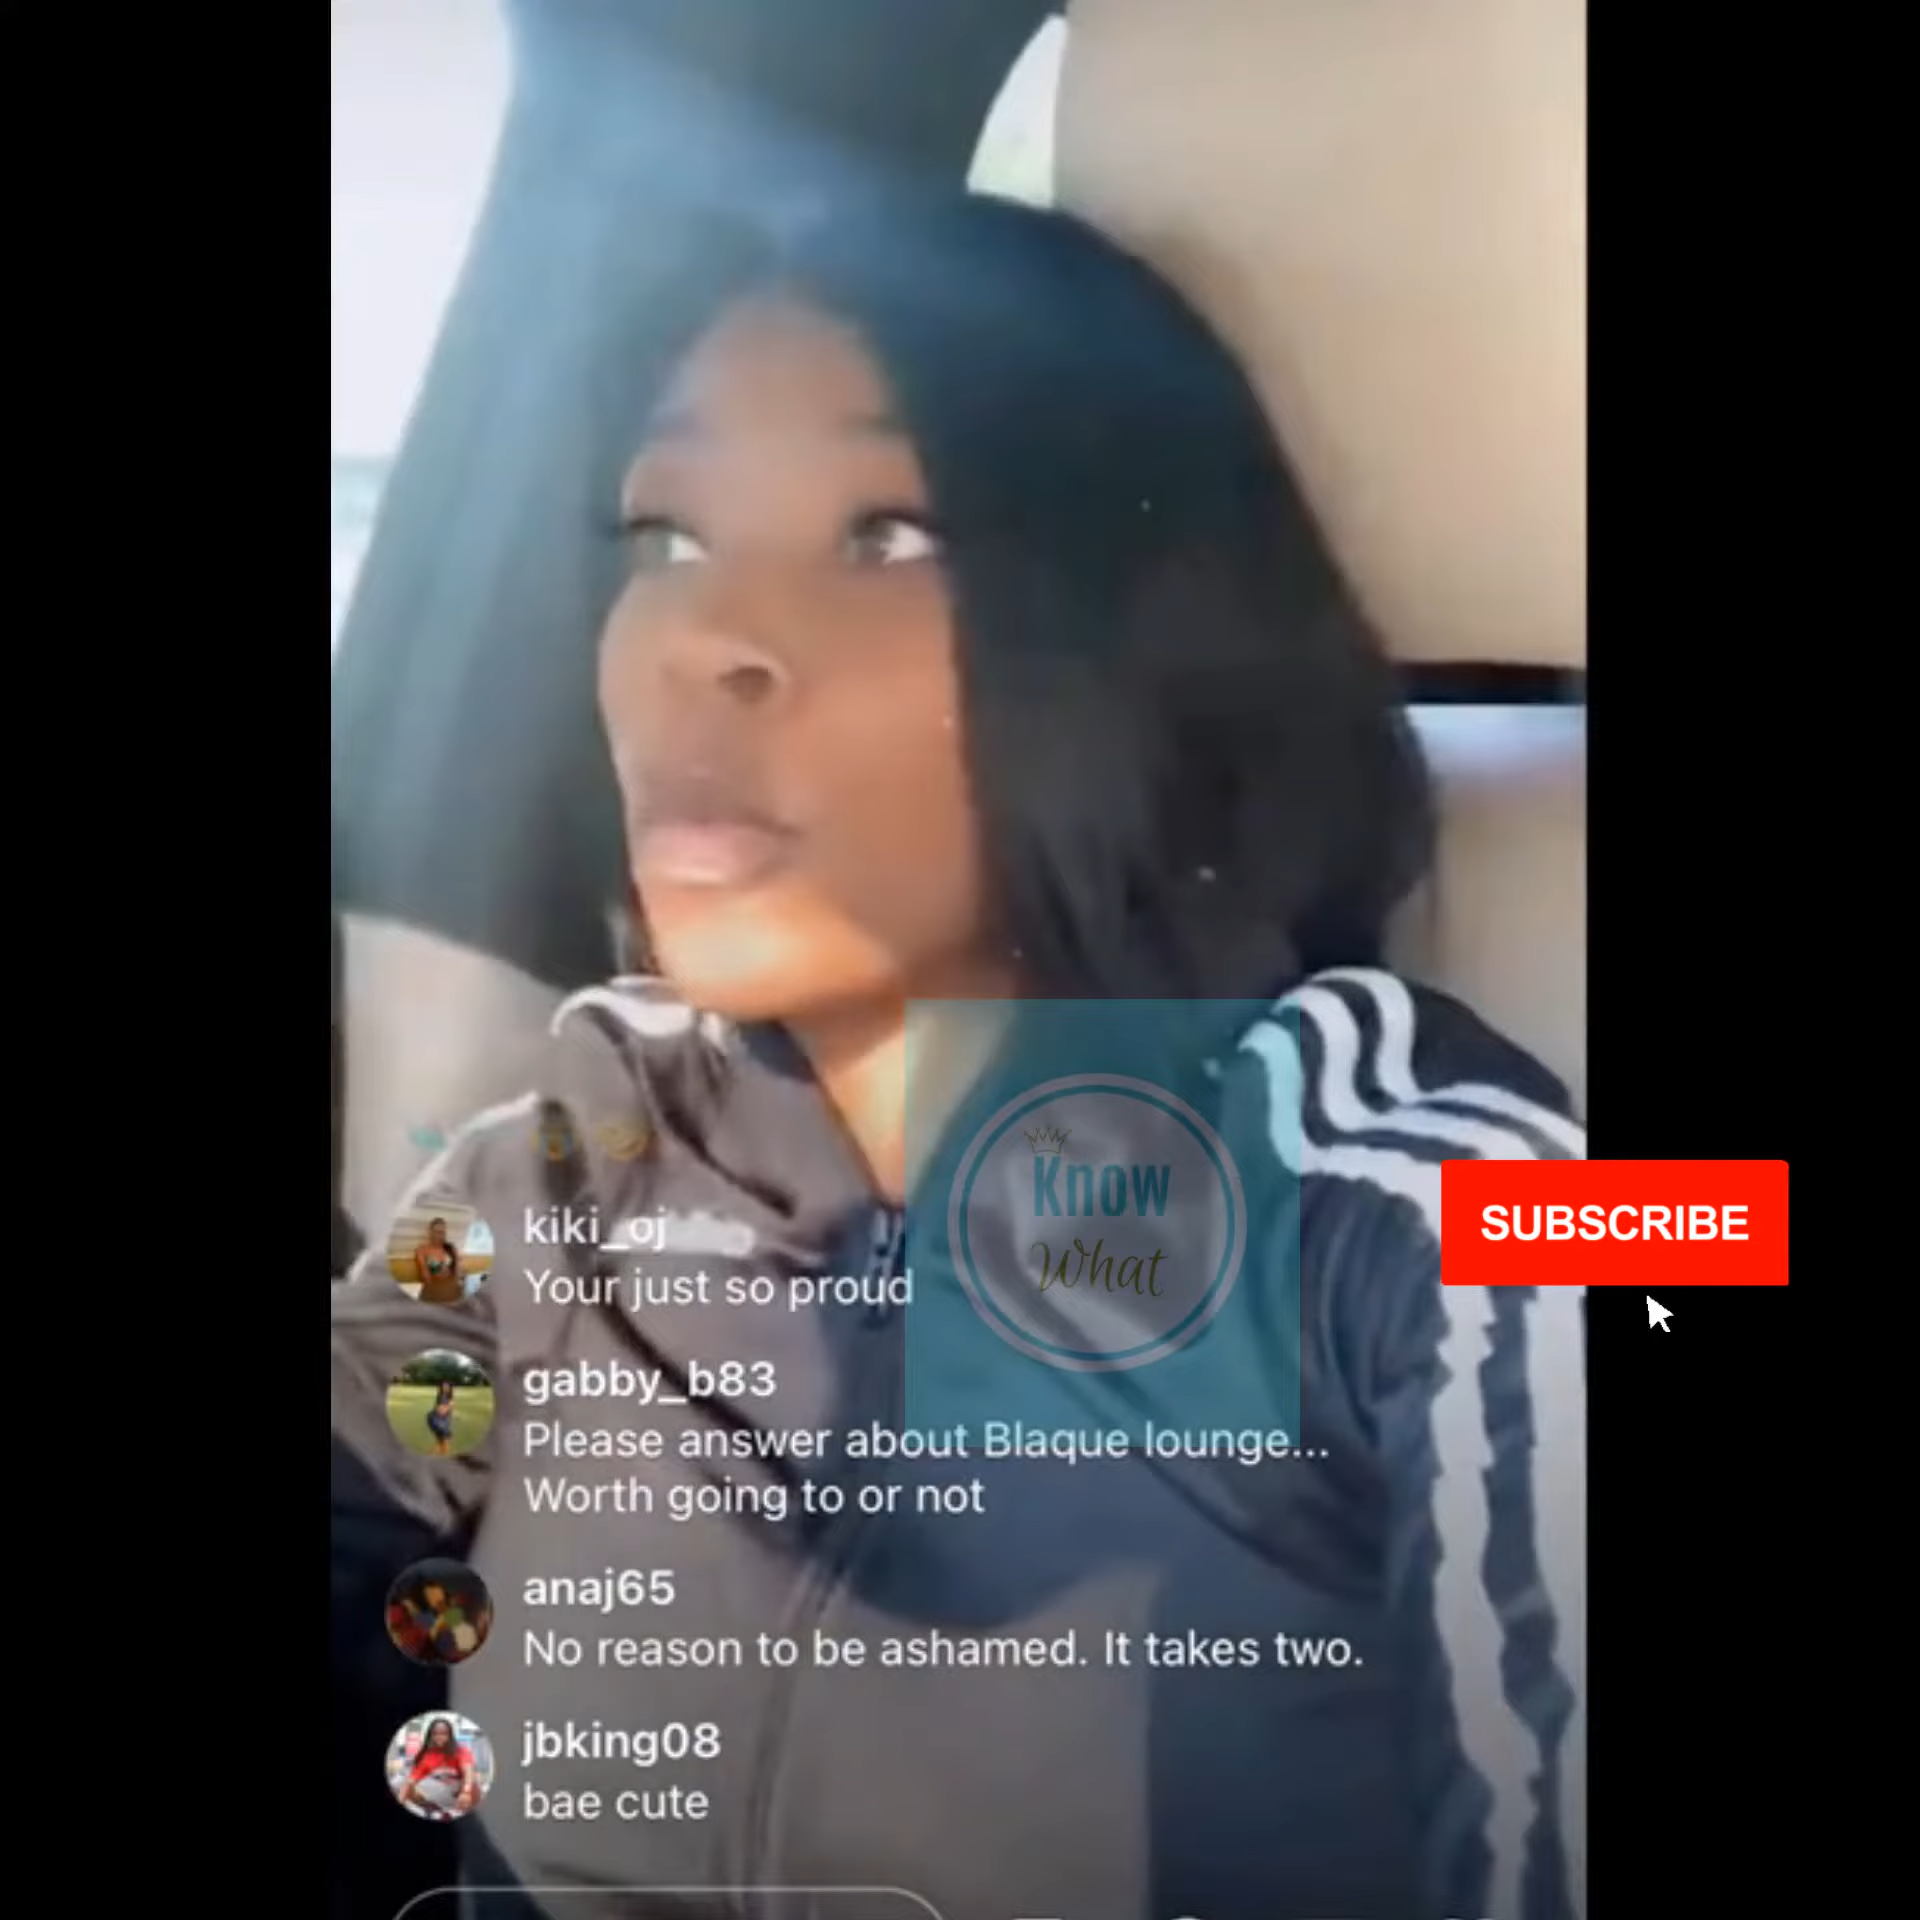 Know
What
SUBSCRIBE
kiki_oj
Your just so proud
gabby_b83
Please answer about Blaque lounge...
Worth going to or not
anaj65
No reason to be ashamed. It takes two.
jbking08
bae cute